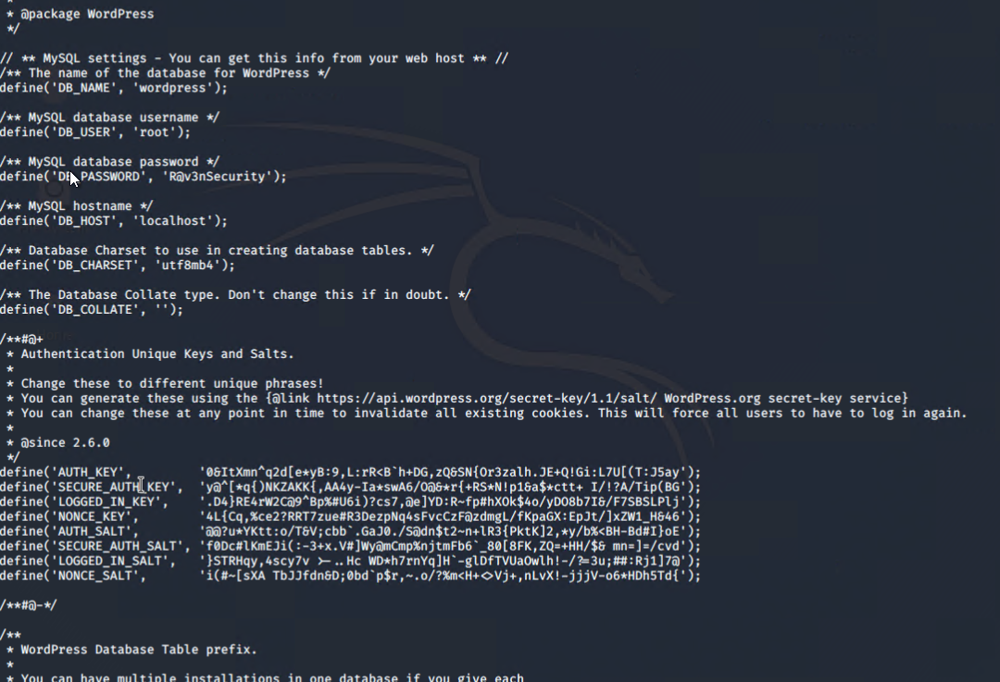 *
* @package WordPress
*/
// ** MySQL settings - You can get this info from your web host ** //
/** The name of the database for WordPress */
define('DB_NAME', 'wordpress');
/** MySQL database username */
define('DB_USER', 'root');
/** MySQL database password */
define('DB_PASSWORD', 'R@v3nSecurity');
/** MySQL hostname */
define('DB_HOST', 'localhost');
/** Database Charset to use in creating database tables. */
define('DB_CHARSET', 'utf8mb4');
/** The Database Collate type. Don't change this if in doubt. */
define('DB_COLLATE', '');
/**#@+
* Authentication Unique Keys and Salts.
*
* Change these to different unique phrases!
* You can generate these using the {@link https://api.wordpress.org/secret-key/1.1/salt/ WordPress.org secret-key service}
* You can change these at any point in time to invalidate all existing cookies. This will force all users to have to log in again.
*
* @since 2.6.0
*/
define('AUTH_KEY', '0&ItXmn^q2d[e*yB:9,L:rR<B`h+DG,zQ&SN{Or3zalh.JE+Q!Gi:L7U[(T:J5ay');
define('SECURE_AUTH_KEY', 'y@^[*q{)NKZAKK{,AA4y-Ia*swA6/O@&*r{+RS*N!p1&a$*ctt+ I/!?A/Tip(BG');
define('LOGGED_IN_KEY', '.D4}RE4rW2C@9^Bp%#U6i)?cs7,@e]YD:R~fp#hXOk$4o/yDO8b7I&/F7SBSLPlj');
define('NONCE_KEY', '4L{Cq,%ce2?RRT7zue#R3DezpNq4sFvcCzF@zdmgL/fKpaGX:EpJt/]xZW1_H&46');
define('AUTH_SALT', '@@?u*YKtt:o/T&V;cbb`.GaJ0./S@dn$t2~n+lR3{PktK]2,*y/b%<BH-Bd#I}oE');
define('SECURE_AUTH_SALT', 'f0Dc#lKmEJi(:-3+x.V#]Wy@mCmp%njtmFb6`_80[8FK,ZQ=+HH/$& mn=]=/cvd');
define('LOGGED_IN_SALT', '}STRHqy,4scy7v >-..Hc WD*h7rnYq]H`-glDfTVUaOwlh!-/?=3u;##:Rj1]7@');
define('NONCE_SALT', 'i(#~[sXA TbJJfdn&D;0bd`p$r,~.o/?%m<H+<>Vj+,nLvX!-jjjV-o6*HDh5Td{');
/**#@-*/
/**
* WordPress Database Table prefix.
*
* You can have multiple installations in one database if you give each